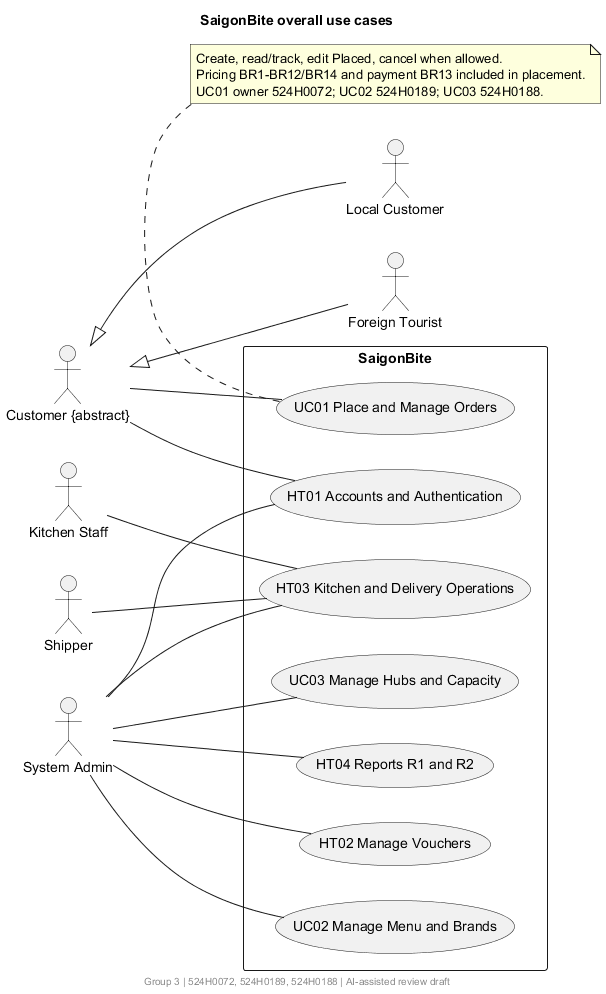 SaigonBite overall use cases
Create, read/track, edit Placed, cancel when allowed.
Pricing BR1-BR12/BR14 and payment BR13 included in placement.
UC01 owner 524H0072; UC02 524H0189; UC03 524H0188.
Local Customer
Foreign Tourist
SaigonBite
Customer {abstract}
UC01 Place and Manage Orders
HT01 Accounts and Authentication
Kitchen Staff
HT03 Kitchen and Delivery Operations
Shipper
UC03 Manage Hubs and Capacity
System Admin
HT04 Reports R1 and R2
HT02 Manage Vouchers
UC02 Manage Menu and Brands
Group 3 | 524H0072, 524H0189, 524H0188 | AI-assisted review draft